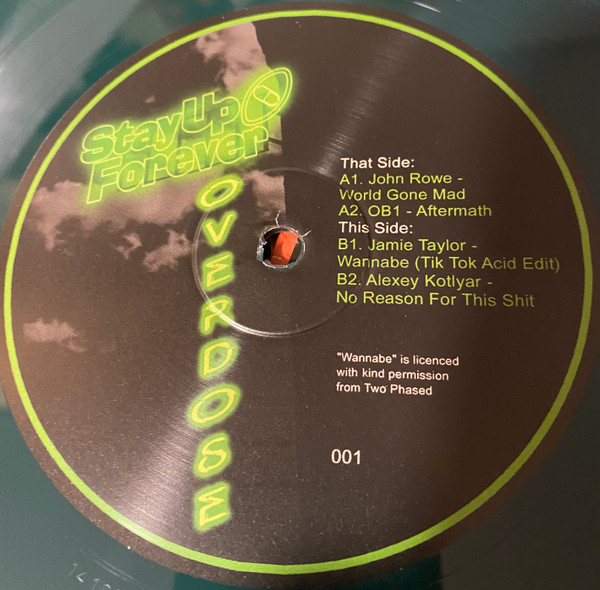 Stay Up
Forever
OVERDOSE
That Side:
A1. John Rowe -
World Gone Mad
A2. OB1 - Aftermath
This Side:
B1. Jamie Taylor -
Wannabe (Tik Tok Acid Edit)
B2. Alexey Kotlyar -
No Reason For This Shit
"Wannabe" is licenced
with kind permission
from Two Phased
001